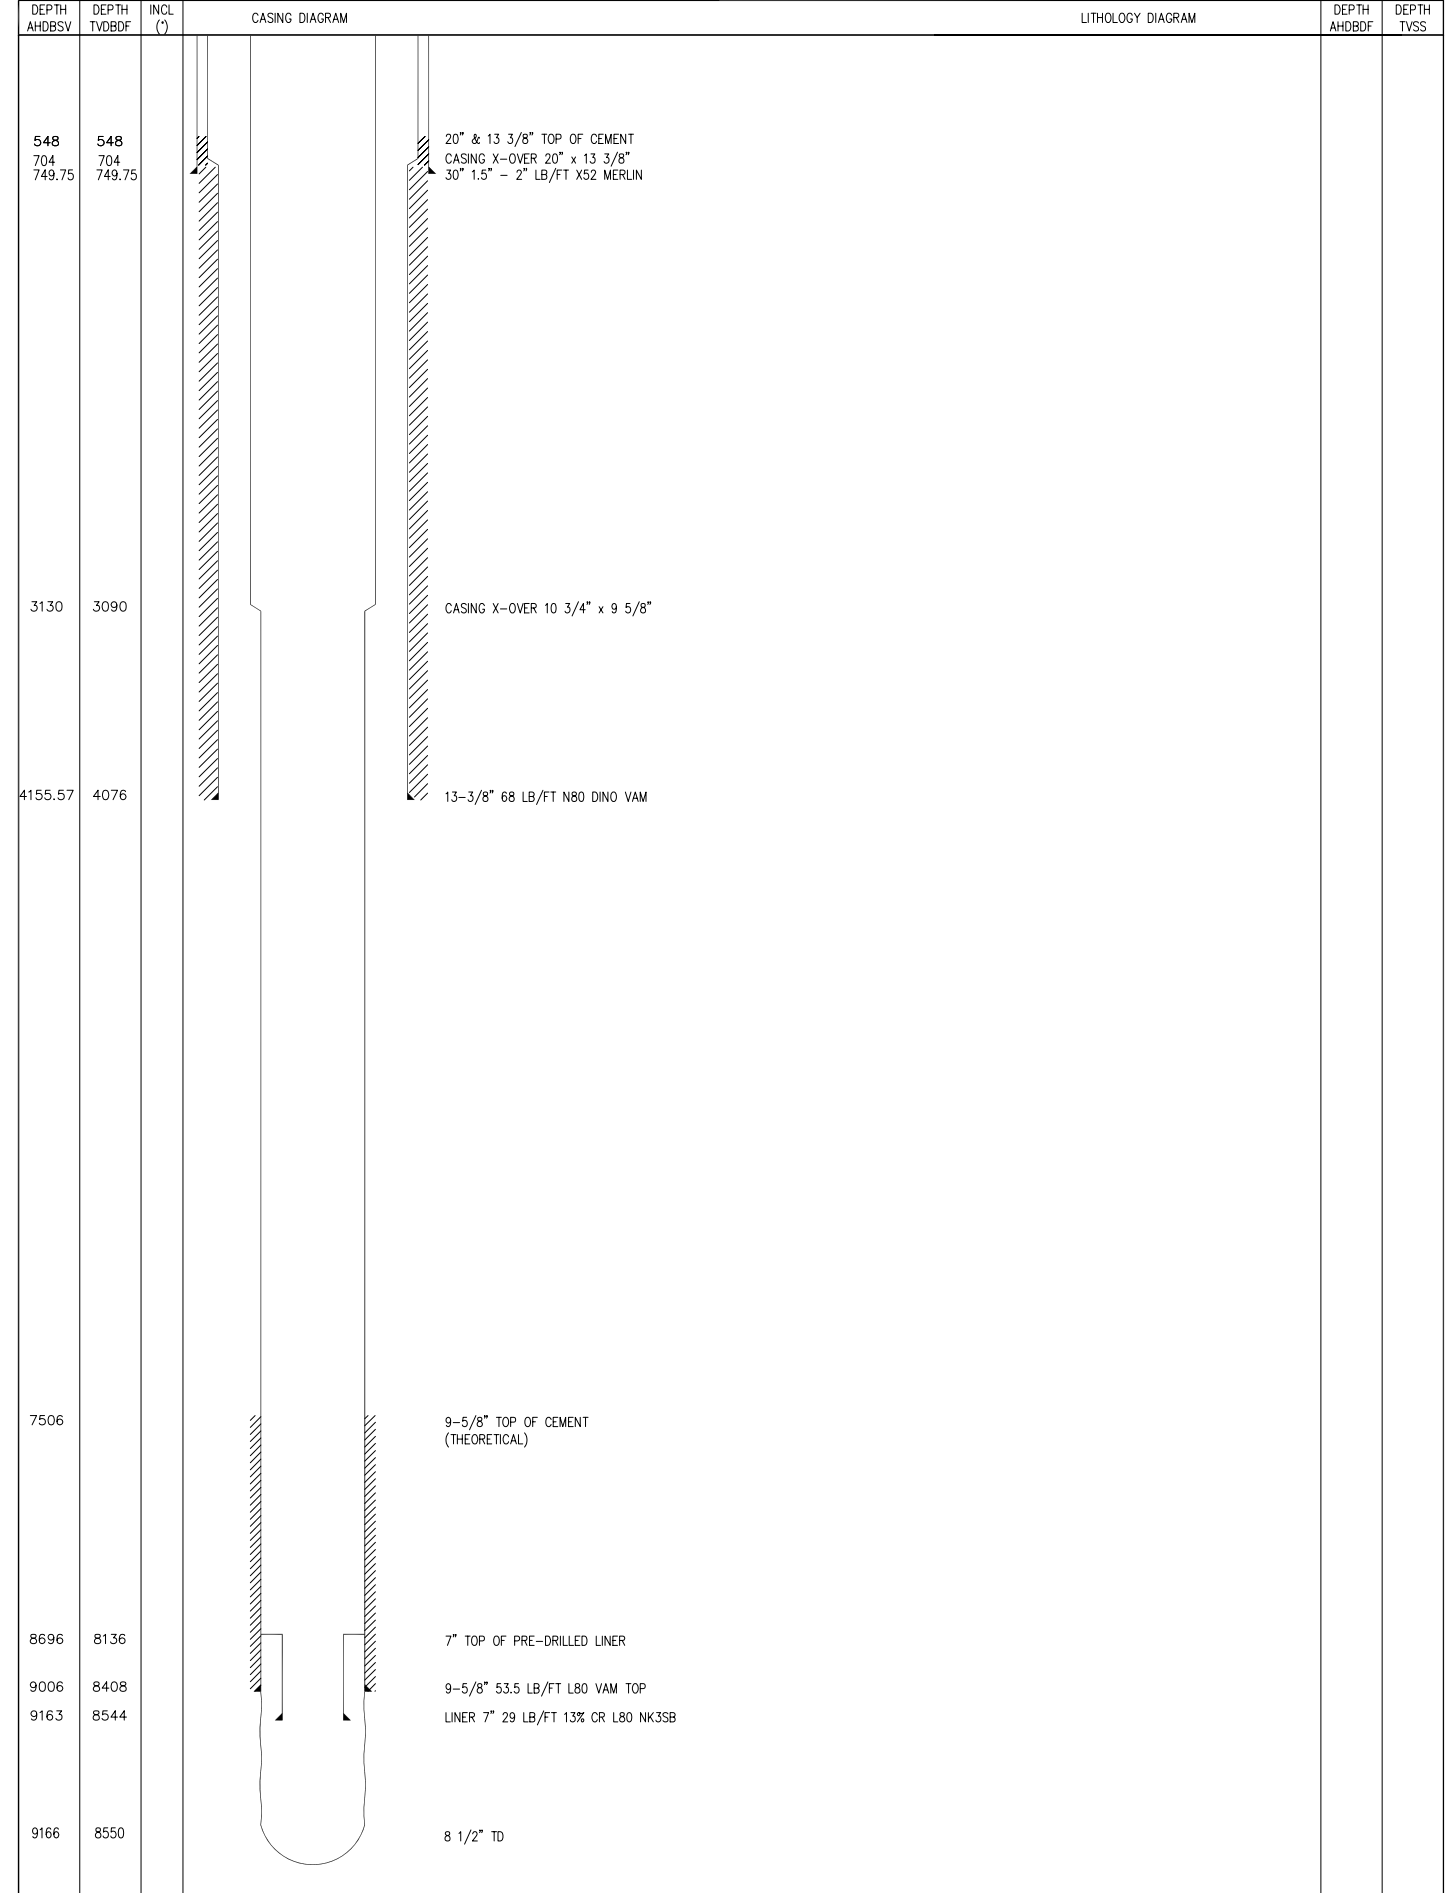 DEPTH AHDBSV
DEPTH TVDBDF
INCL (°)
CASING DIAGRAM
LITHOLOGY DIAGRAM
DEPTH AHDBDF
DEPTH TVSS
548 548 20" & 13 3/8" TOP OF CEMENT
704 704 CASING X-OVER 20" x 13 3/8"
749.75 749.75 30" 1.5" - 2" LB/FT X52 MERLIN
3130 3090 CASING X-OVER 10 3/4" x 9 5/8"
4155.57 4076 13-3/8" 68 LB/FT N80 DINO VAM
7506 9-5/8" TOP OF CEMENT
(THEORETICAL)
8696 8136 7" TOP OF PRE-DRILLED LINER
9006 8408 9-5/8" 53.5 LB/FT L80 VAM TOP
9163 8544 LINER 7" 29 LB/FT 13% CR L80 NK3SB
9166 8550 8 1/2" TD